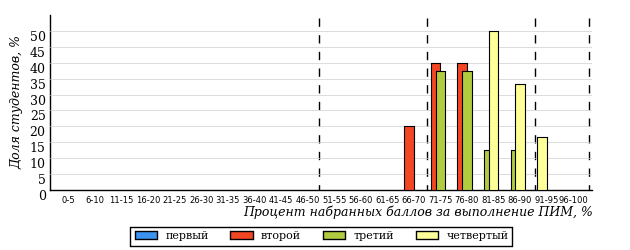 Доля студентов, %
50
45
40
35
30
25
20
15
10
5
0
0-5 6-10 11-15 16-20 21-25 26-30 31-35 36-40 41-45 46-50 51-55 56-60 61-65 66-70 71-75 76-80 81-85 86-90 91-95 96-100
Процент набранных баллов за выполнение ПИМ, %
первый второй третий четвертый